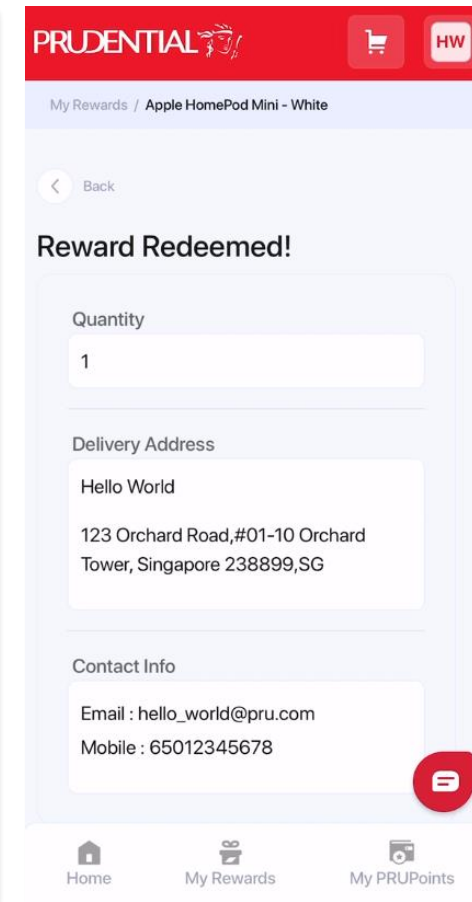 PRUDENTIAL
HW
My Rewards / Apple HomePod Mini - White
Back
Reward Redeemed!
Quantity
1
Delivery Address
Hello World
123 Orchard Road,#01-10 Orchard
Tower, Singapore 238899,SG
Contact Info
Email : hello_world@pru.com
Mobile : 65012345678
Home
My Rewards
My PRUPoints